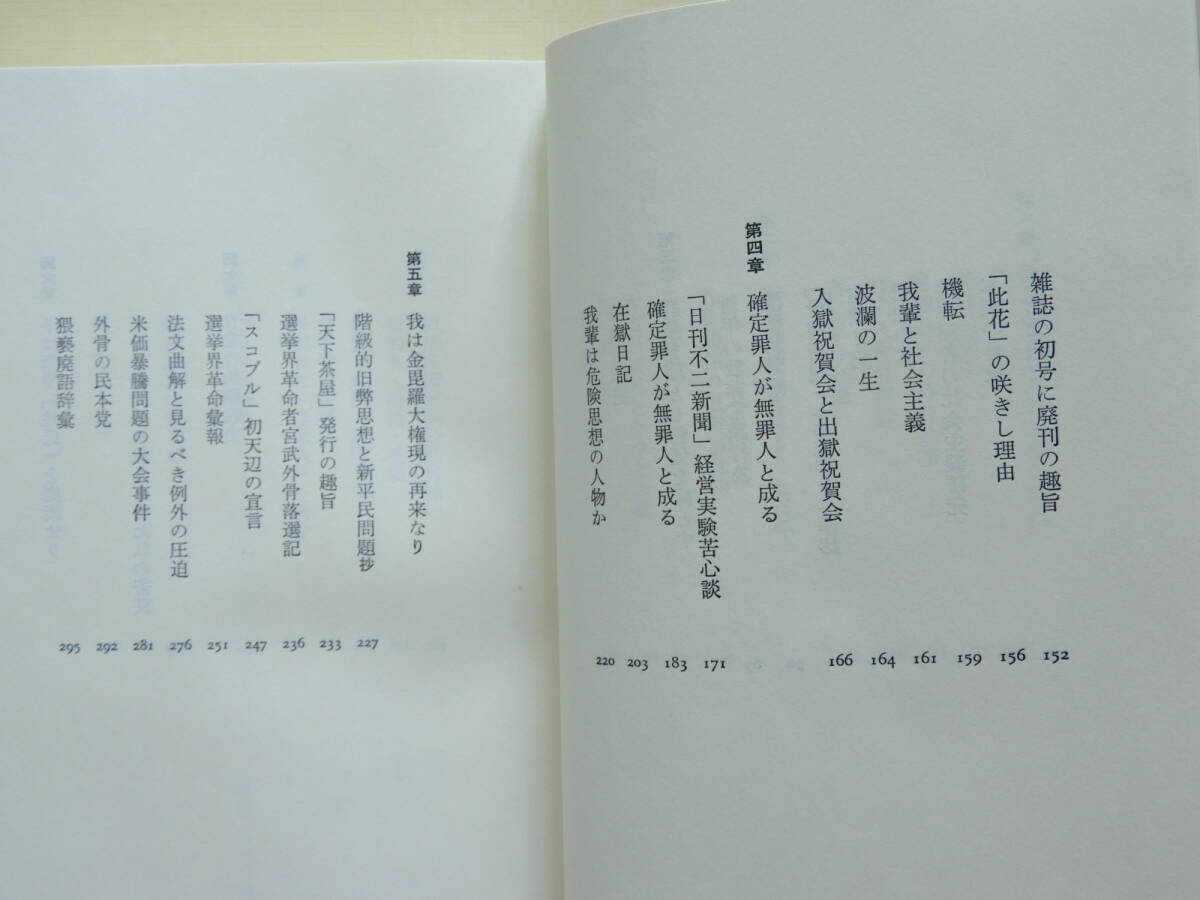 雑誌の初号に廃刊の趣旨 152
「此花」の咲きし理由 156
機転 159
我輩と社会主義 161
波瀾の一生 164
入獄祝賀会と出獄祝賀会 166
第四章 確定罪人が無罪人と成る
「日刊不二新聞」経営実験苦心談 171
確定罪人が無罪人と成る 183
在獄日記 203
我輩は危険思想の人物か 220
第五章 我は金毘羅大権現の再来なり
階級的旧弊思想と新平民問題抄 227
「天下茶屋」発行の趣旨 233
選挙界革命者宮武外骨落選記 236
「スコブル」初天辺の宣言 247
選挙界革命彙報 251
法文曲解と見るべき例外の圧迫 276
米価暴騰問題の大会事件 281
外骨の民本党 292
猥褻廃語辞彙 295